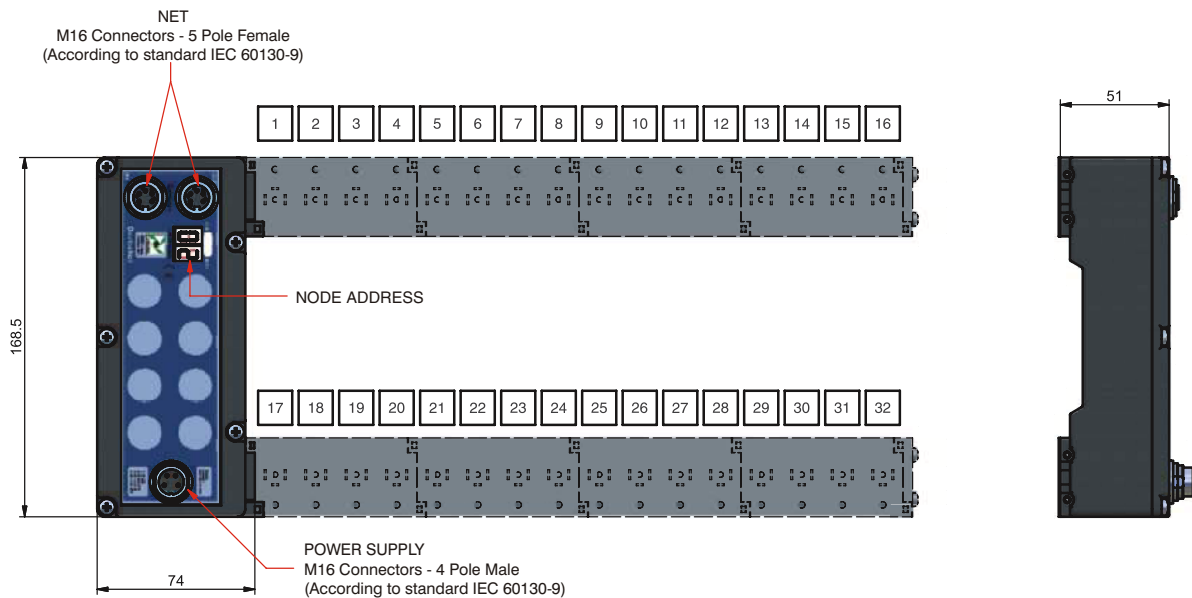 NET
M16 Connectors - 5 Pole Female
(According to standard IEC 60130-9)
51
1 2 3 4 5 6 7 8 9 10 11 12 13 14 15 16
168.5
DeviceNet
NODE ADDRESS
17 18 19 20 21 22 23 24 25 26 27 28 29 30 31 32
POWER SUPPLY
M16 Connectors - 4 Pole Male
(According to standard IEC 60130-9)
74